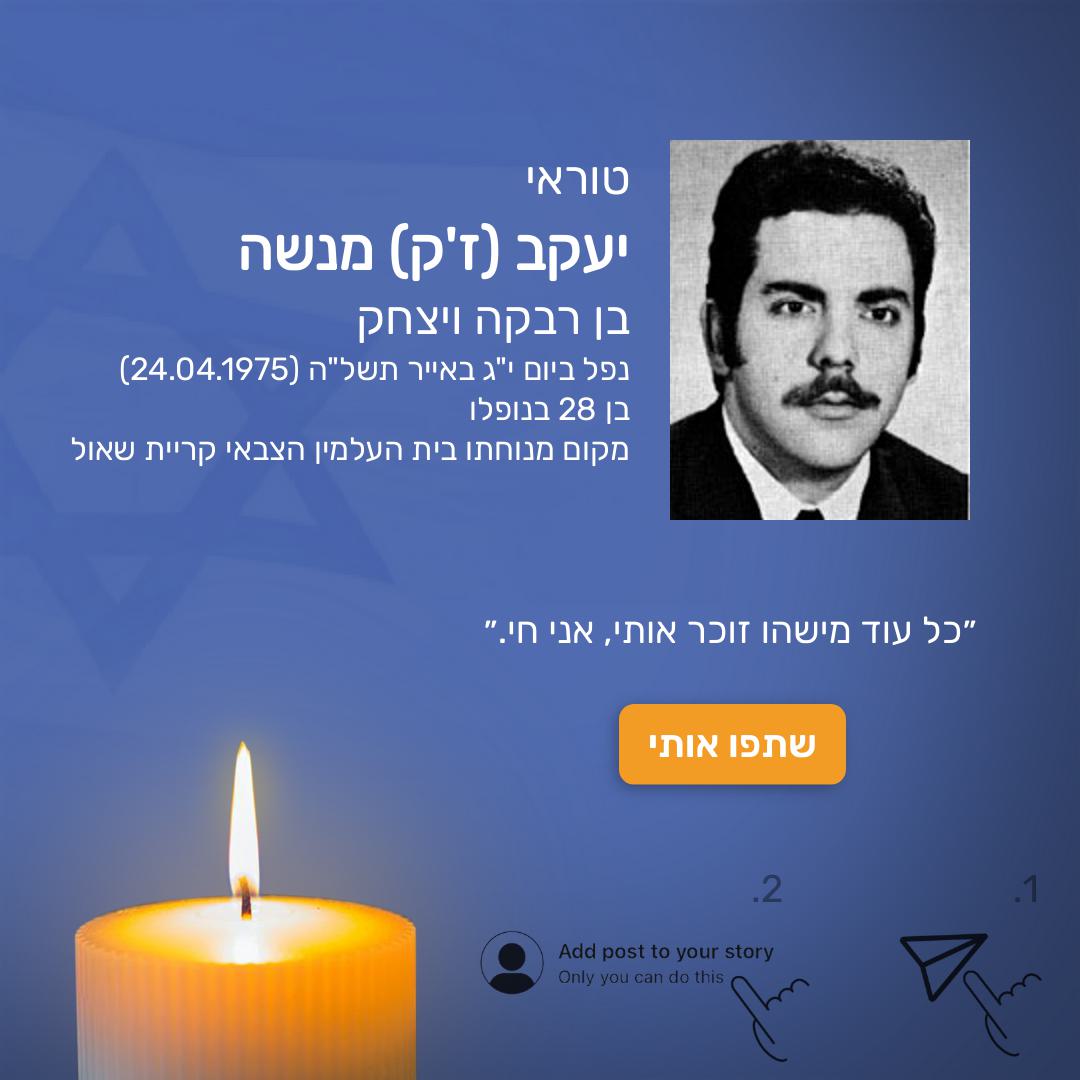 טוראי
יעקב (ז'ק) מנשה
בן רבקה ויצחק
נפל ביום י"ג באייר תשל"ה (24.04.1975)
בן 28 בנופלו
מקום מנוחתו בית העלמין הצבאי קריית שאול
״כל עוד מישהו זוכר אותי, אני חי.״
שתפו אותי
.1
.2
Add post to your story
Only you can do this